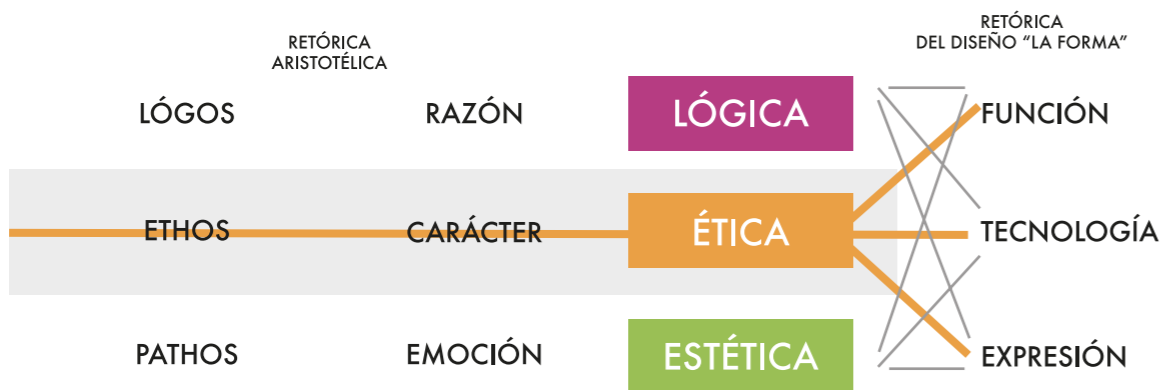 RETÓRICA
ARISTOTÉLICA
RETÓRICA
DEL DISEÑO “LA FORMA”
LÓGOS RAZÓN LÓGICA FUNCIÓN
ETHOS CARÁCTER ÉTICA TECNOLOGÍA
PATHOS EMOCIÓN ESTÉTICA EXPRESIÓN